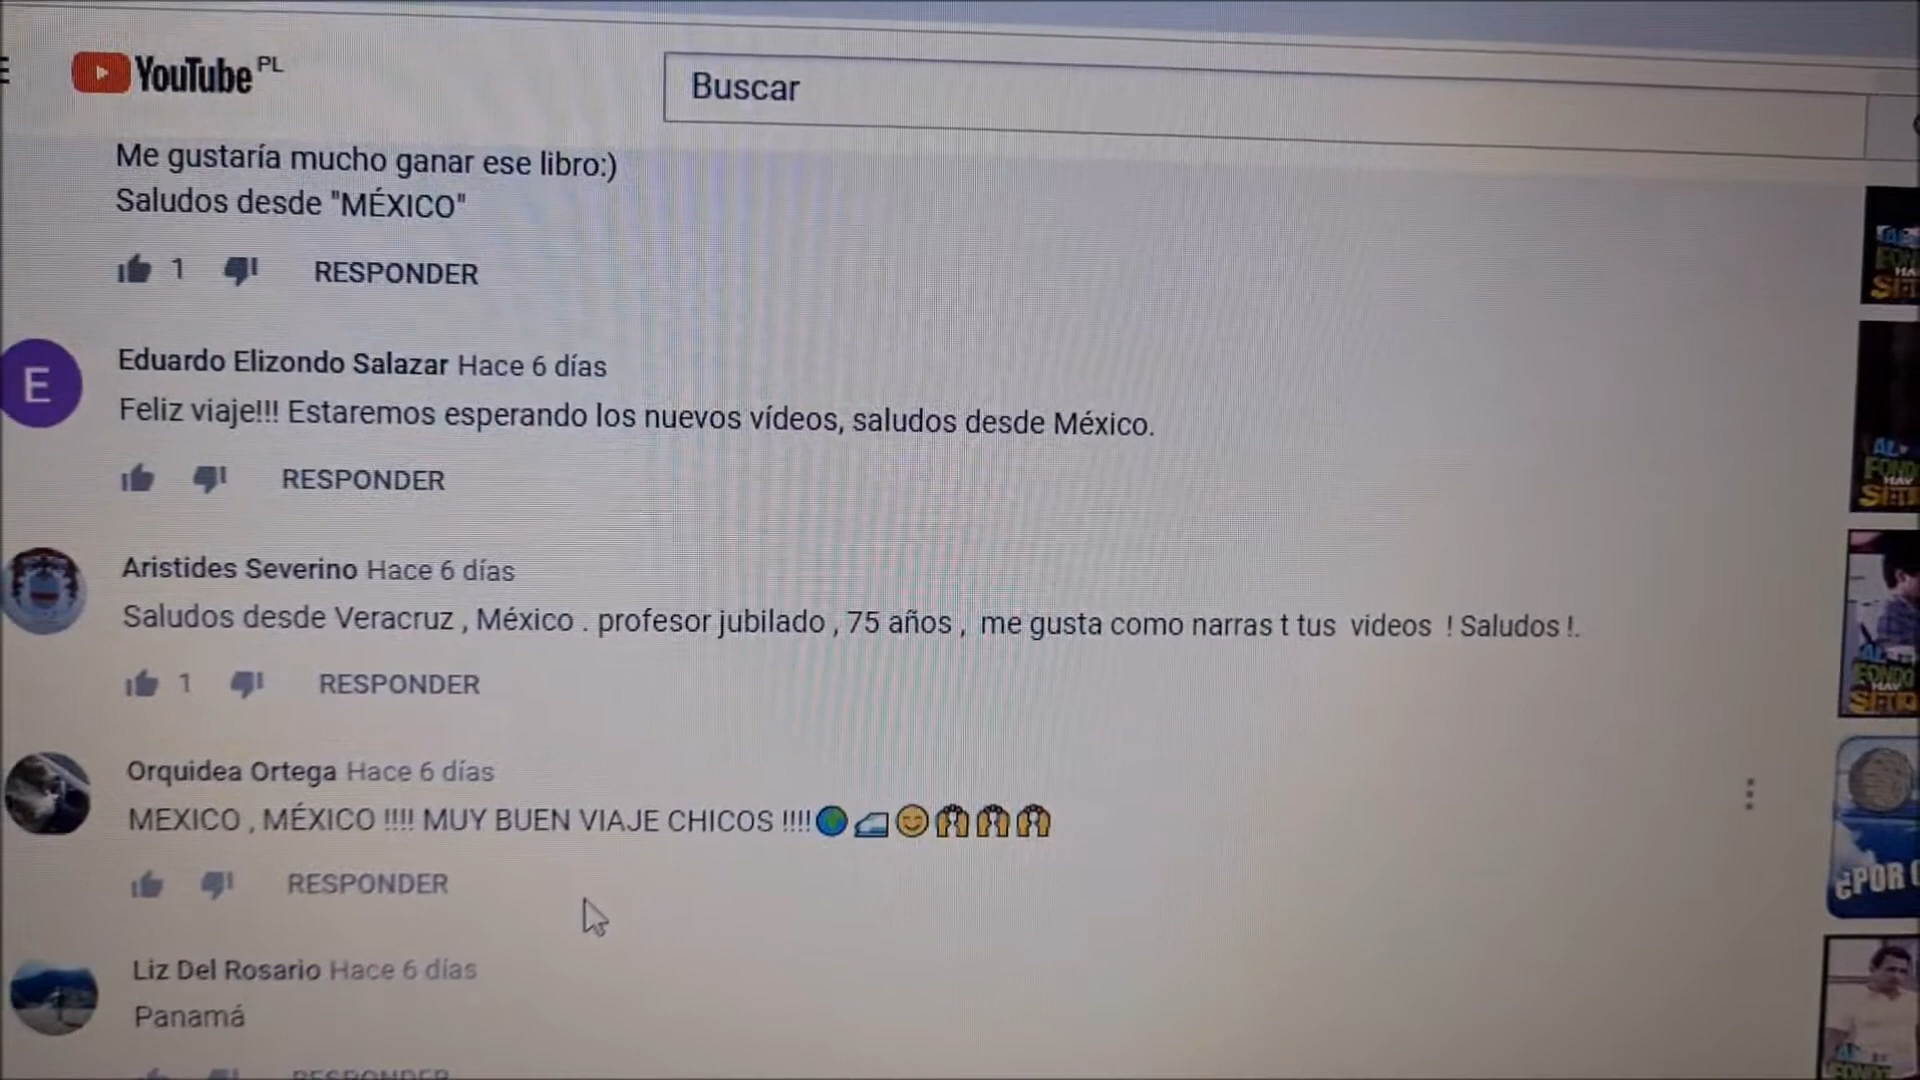 YouTube PL
Buscar
Me gustaría mucho ganar ese libro:)
Saludos desde "MÉXICO"
1 RESPONDER
E
Eduardo Elizondo Salazar Hace 6 días
Feliz viaje!!! Estaremos esperando los nuevos vídeos, saludos desde México.
RESPONDER
Aristides Severino Hace 6 días
Saludos desde Veracruz , México . profesor jubilado , 75 años , me gusta como narras t tus videos ! Saludos !.
1 RESPONDER
Orquidea Ortega Hace 6 días
MEXICO , MÉXICO !!!! MUY BUEN VIAJE CHICOS !!!!🌍🚄😊🙌🙌🙌
RESPONDER
¿POR
Liz Del Rosario Hace 6 días
Panamá
RESPONDER